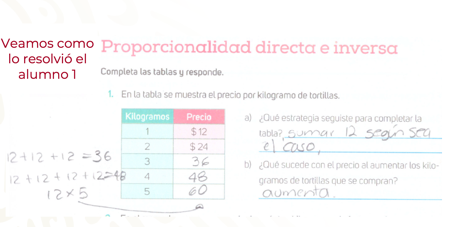 Veamos como
lo resolvió el
alumno 1
Proporcionalidad directa e inversa
Completa las tablas y responde.
1. En la tabla se muestra el precio por kilogramo de tortillas.
Kilogramos Precio
1 $12
2 $24
3 36
4 48
5 60
12+12+12=36
12+12+12+12=48
12×5
a) ¿Qué estrategia seguiste para completar la
tabla? sumar 12 según sea
el caso,
b) ¿Qué sucede con el precio al aumentar los kilo-
gramos de tortillas que se compran?
aumenta.